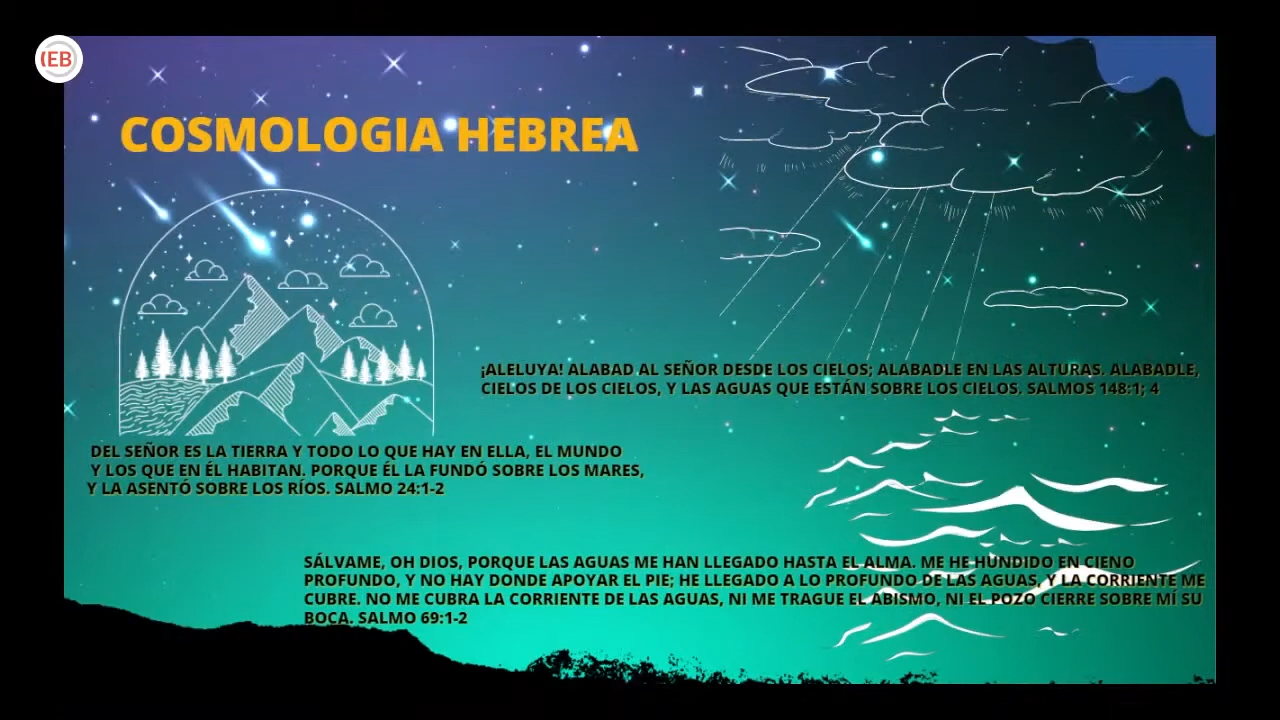 IEB
COSMOLOGIA HEBREA
¡ALELUYA! ALABAD AL SEÑOR DESDE LOS CIELOS; ALABADLE EN LAS ALTURAS. ALABADLE,
CIELOS DE LOS CIELOS, Y LAS AGUAS QUE ESTÁN SOBRE LOS CIELOS. SALMOS 148:1; 4
DEL SEÑOR ES LA TIERRA Y TODO LO QUE HAY EN ELLA, EL MUNDO
Y LOS QUE EN ÉL HABITAN. PORQUE ÉL LA FUNDÓ SOBRE LOS MARES,
Y LA ASENTÓ SOBRE LOS RÍOS. SALMO 24:1-2
SÁLVAME, OH DIOS, PORQUE LAS AGUAS ME HAN LLEGADO HASTA EL ALMA. ME HE HUNDIDO EN CIENO
PROFUNDO, Y NO HAY DONDE APOYAR EL PIE; HE LLEGADO A LO PROFUNDO DE LAS AGUAS, Y LA CORRIENTE ME
CUBRE. NO ME CUBRA LA CORRIENTE DE LAS AGUAS, NI ME TRAGUE EL ABISMO, NI EL POZO CIERRE SOBRE MÍ SU
BOCA. SALMO 69:1-2